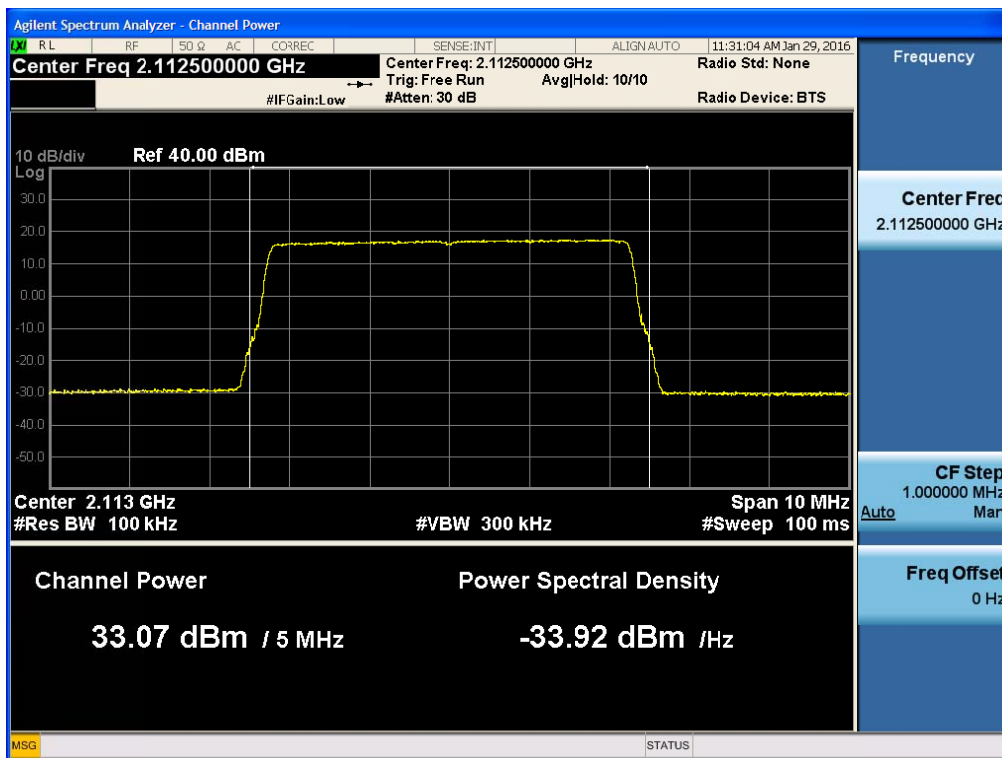 Agilent Spectrum Analyzer - Channel Power
LXI RL RF 50 Ω AC CORREC SENSE:INT ALIGN AUTO 11:31:04 AM Jan 29, 2016
Center Freq 2.112500000 GHz
Center Freq: 2.112500000 GHz
Radio Std: None
Trig: Free Run Avg|Hold: 10/10
#IFGain:Low
#Atten: 30 dB
Radio Device: BTS
10 dB/div Ref 40.00 dBm
Log
30.0
20.0
10.0
0.00
-10.0
-20.0
-30.0
-40.0
-50.0
Center 2.113 GHz Span 10 MHz
#Res BW 100 kHz #VBW 300 kHz #Sweep 100 ms
Channel Power Power Spectral Density
33.07 dBm / 5 MHz -33.92 dBm /Hz
Frequency
Center Freq
2.112500000 GHz
CF Step
1.000000 MHz
Auto Man
Freq Offset
0 Hz
MSG STATUS